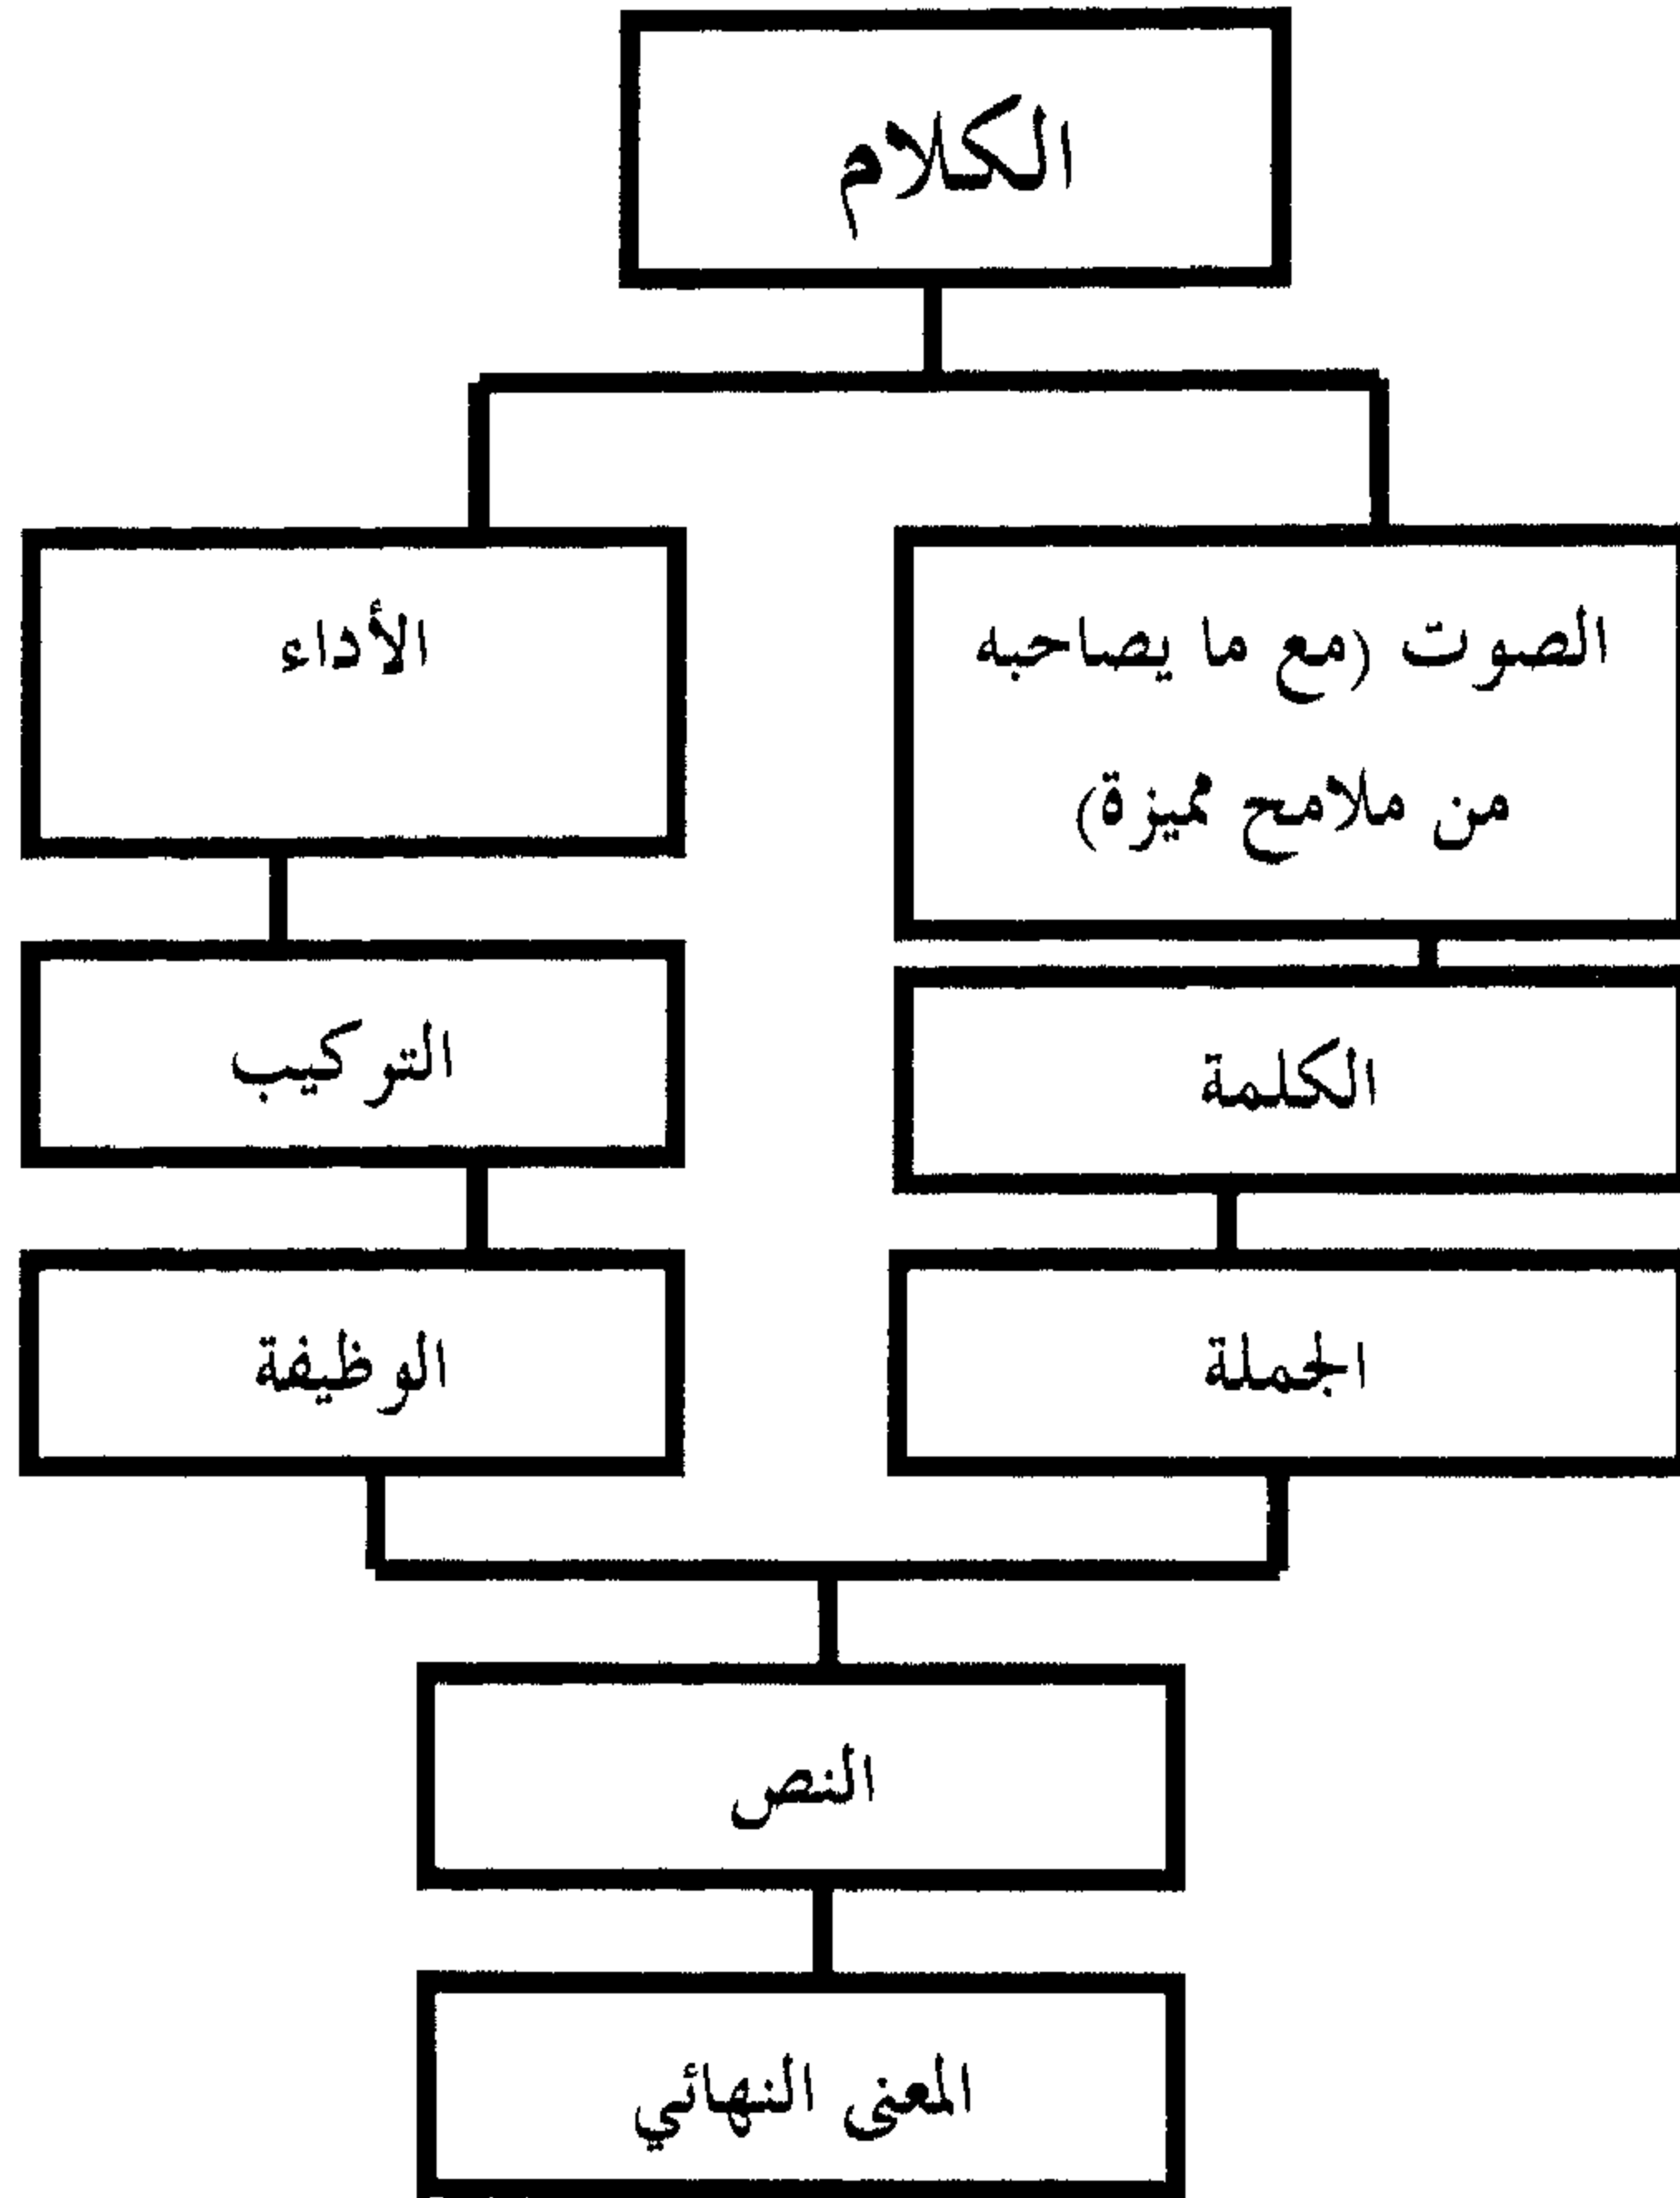 الكلام
الصوت (مع ما يصاحبه
من ملامح مميزة)
الأداء
الكلمة
التركيب
الجملة
الوظيفة
النص
المعنى النهائي